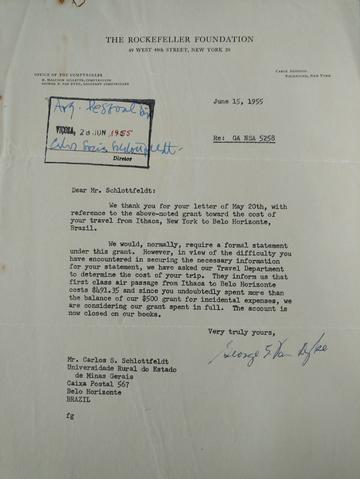 THE ROCKEFELLER FOUNDATION
49 WEST 49th STREET, NEW YORK 20
OFFICE OF THE COMPTROLLER
CABLE ADDRESS:
ROCKFOUND, NEW YORK
June 15, 1955
Arq. Pessoal
VIÇOSA, 28 JUN 1955
Diretor
Re: GA NSA 5258
Dear Mr. Schlottfeldt:
We thank you for your letter of May 20th, with
reference to the above-noted grant toward the cost of
your travel from Ithaca, New York to Belo Horizonte,
Brazil.
We would, normally, require a formal statement
under this grant. However, in view of the difficulty you
have encountered in securing the necessary information
for your statement, we have asked our Travel Department
to determine the cost of your trip. They inform us that
first class air passage from Ithaca to Belo Horizonte
costs $491.35 and since you undoubtedly spent more than
the balance of our $500 grant for incidental expenses, we
are considering our grant spent in full. The account is
now closed on our books.
Very truly yours,
George S Van Dyke
Mr. Carlos S. Schlottfeldt
Universidade Rural do Estado
de Minas Gerais
Caixa Postal 567
Belo Horizonte
BRAZIL
fg